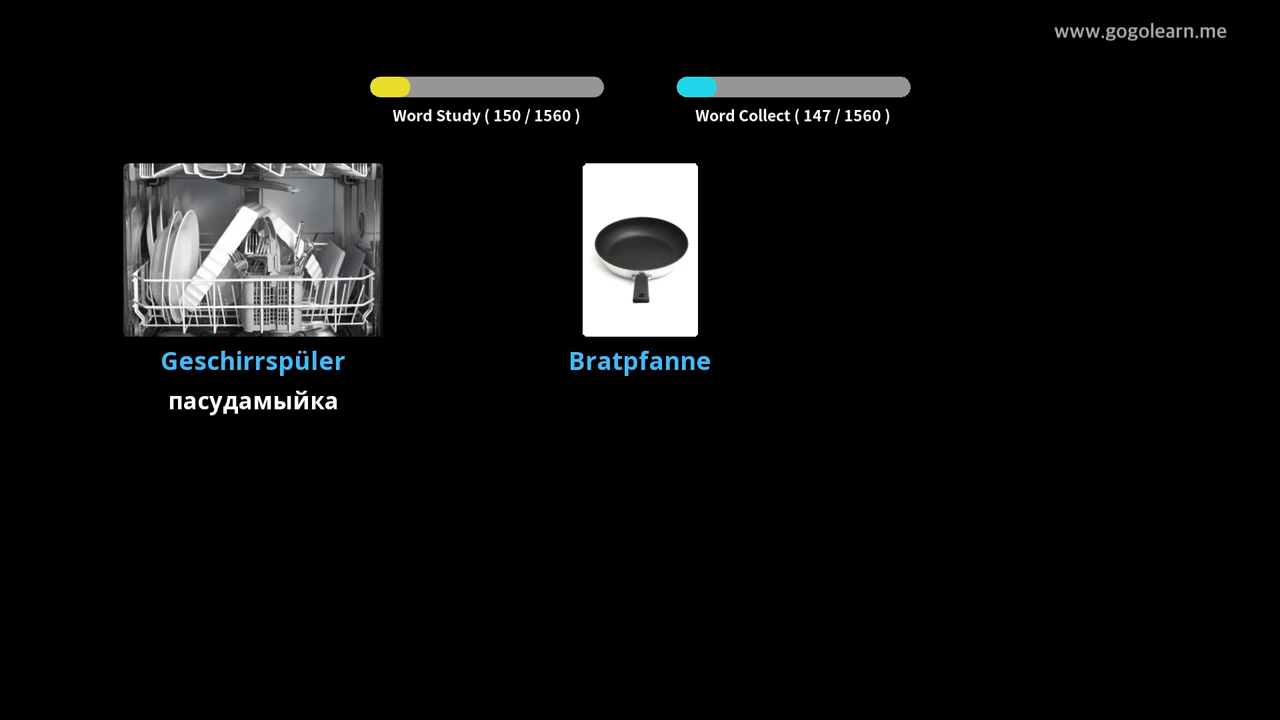 www.gogolearn.me
Word Study ( 150 / 1560 )
Word Collect ( 147 / 1560 )
Geschirrspüler
Bratpfanne
пасудамыйка